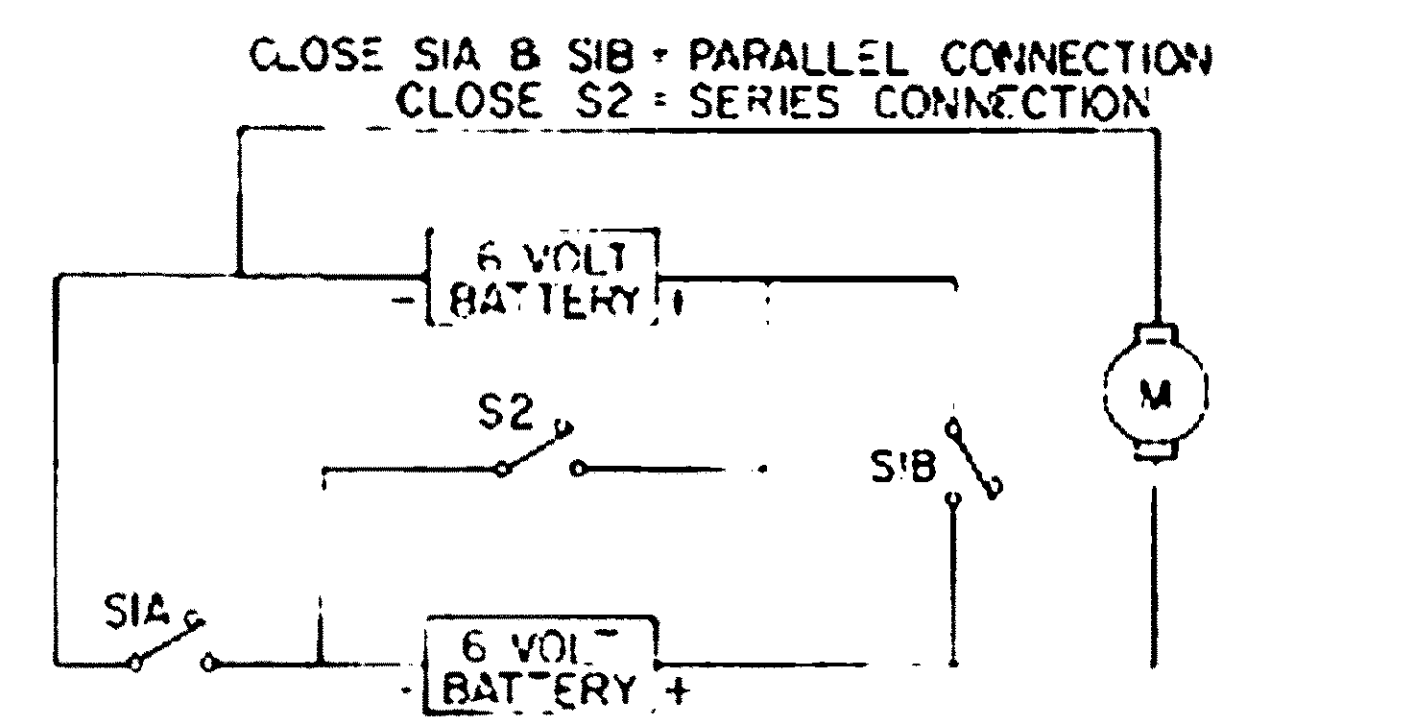 CLOSE S1A & S1B = PARALLEL CONNECTION
CLOSE S2 = SERIES CONNECTION
6 VOLT
- BATTERY +
S2
M
S1B
S1A
6 VOLT
- BATTERY +